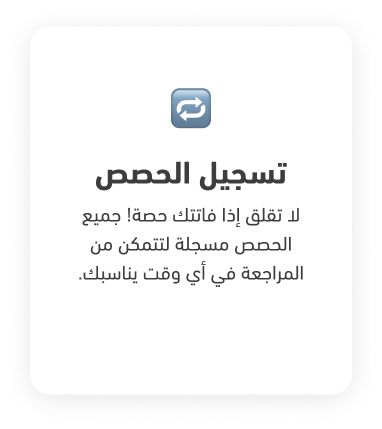 تسجيل الحصص
لا تقلق إذا فاتتك حصة! جميع
الحصص مسجلة لتتمكن من
المراجعة في أي وقت يناسبك.